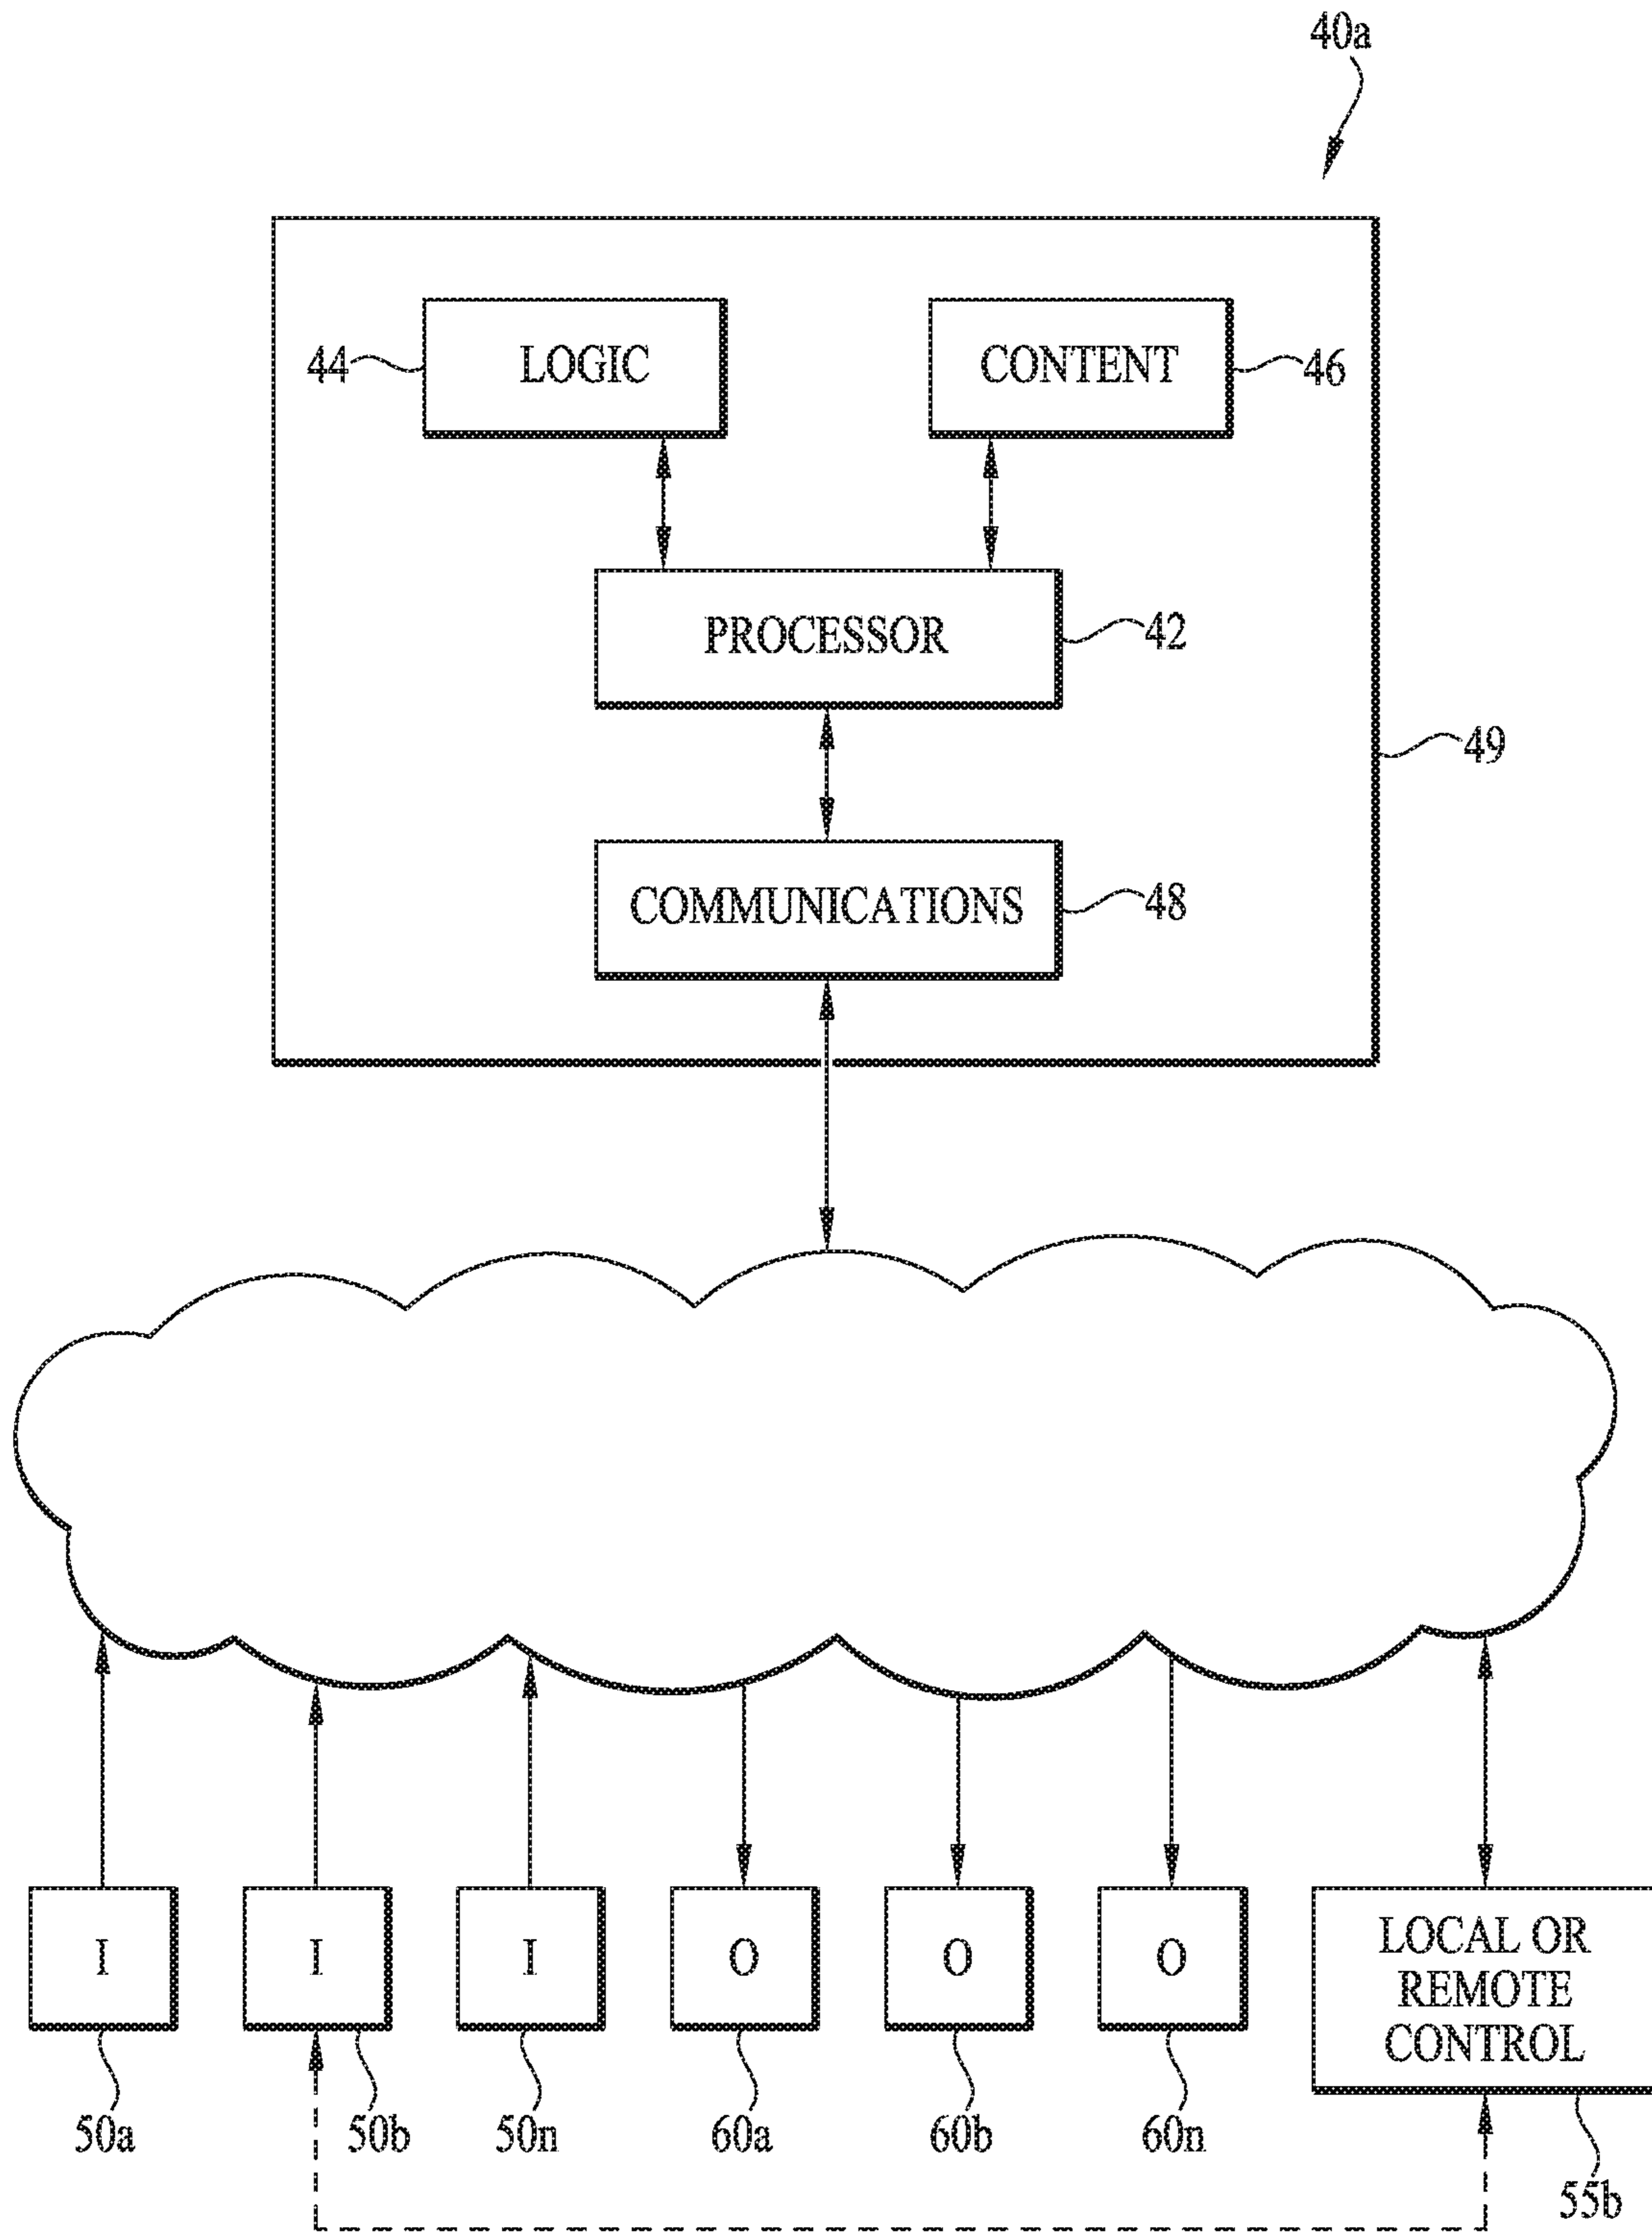 40a
LOGIC
CONTENT
44
46
PROCESSOR
42
49
COMMUNICATIONS
48
I
I
I
O
O
O
LOCAL OR
REMOTE
CONTROL
50a
50b
50n
60a
60b
60n
55b